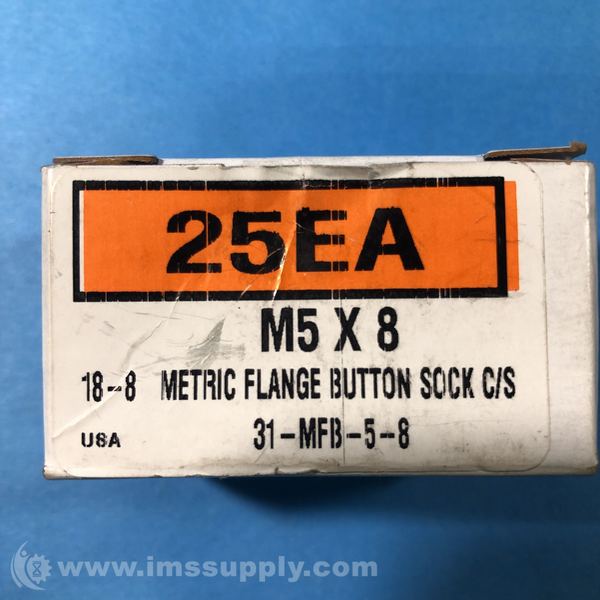 25EA
M5 X 8
18-8 METRIC FLANGE BUTTON SOCK C/S
USA 31-MFB-5-8
www.imssupply.com